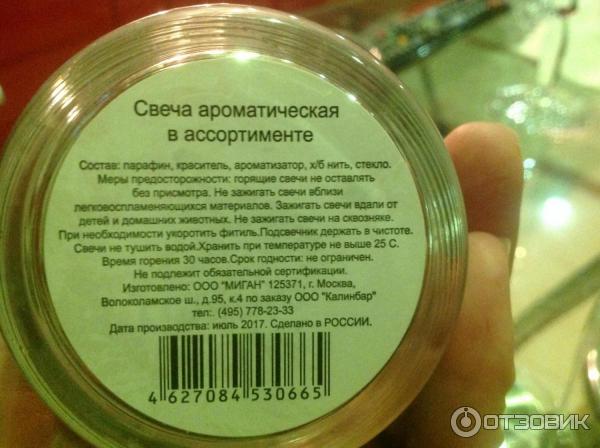 Свеча ароматическая
в ассортименте
Состав: парафин, краситель, ароматизатор, х/б нить, стекло.
Меры предосторожности: горящие свечи не оставлять
без присмотра. Не зажигать свечи вблизи
легковоспламеняющихся материалов. Зажигать свечи вдали от
детей и домашних животных. Не зажигать свечи на сквозняке.
При необходимости укоротить фитиль.Подсвечник держать в чистоте.
Свечи не тушить водой.Хранить при температуре не выше 25 С.
Время горения 30 часов.Срок годности: не ограничен.
Не подлежит обязательной сертификации.
Изготовлено: ООО "МИГАН" 125371, г. Москва,
Волоколамское ш., д.95, к.4 по заказу ООО "Калинбар"
тел:. (495) 778-23-33
Дата производства: июль 2017. Сделано в РОССИИ.
4 627084 530665
ОТЗОВИК